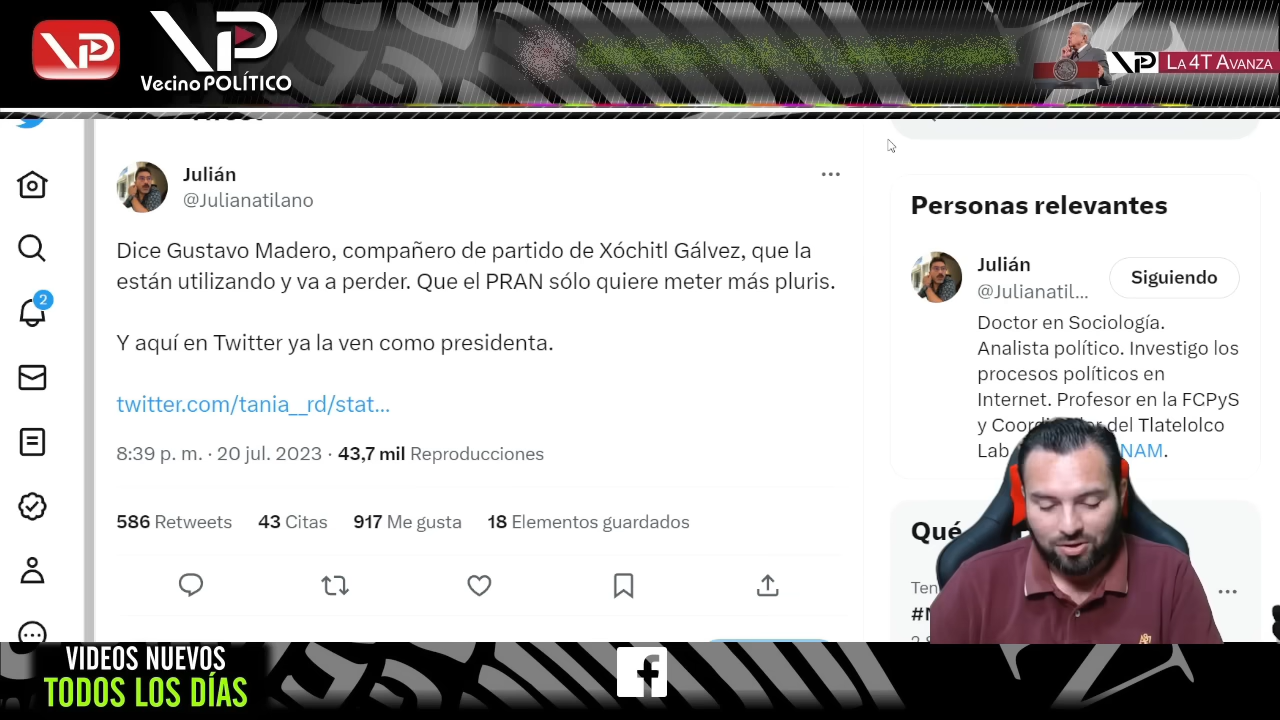 VP
VP
Vecino POLÍTICO
VP LA 4T AVANZA
Julián
@Julianatilano
Dice Gustavo Madero, compañero de partido de Xóchitl Gálvez, que la
están utilizando y va a perder. Que el PRAN sólo quiere meter más pluris.
Y aquí en Twitter ya la ven como presidenta.
twitter.com/tania__rd/stat...
8:39 p. m. · 20 jul. 2023 · 43,7 mil Reproducciones
586 Retweets 43 Citas 917 Me gusta 18 Elementos guardados
2
Personas relevantes
Julián
@Julianatil...
Siguiendo
Doctor en Sociología.
Analista político. Investigo los
procesos políticos en
Internet. Profesor en la FCPyS
y del Tlatelolco
Lab
Qué
VIDEOS NUEVOS
TODOS LOS DÍAS